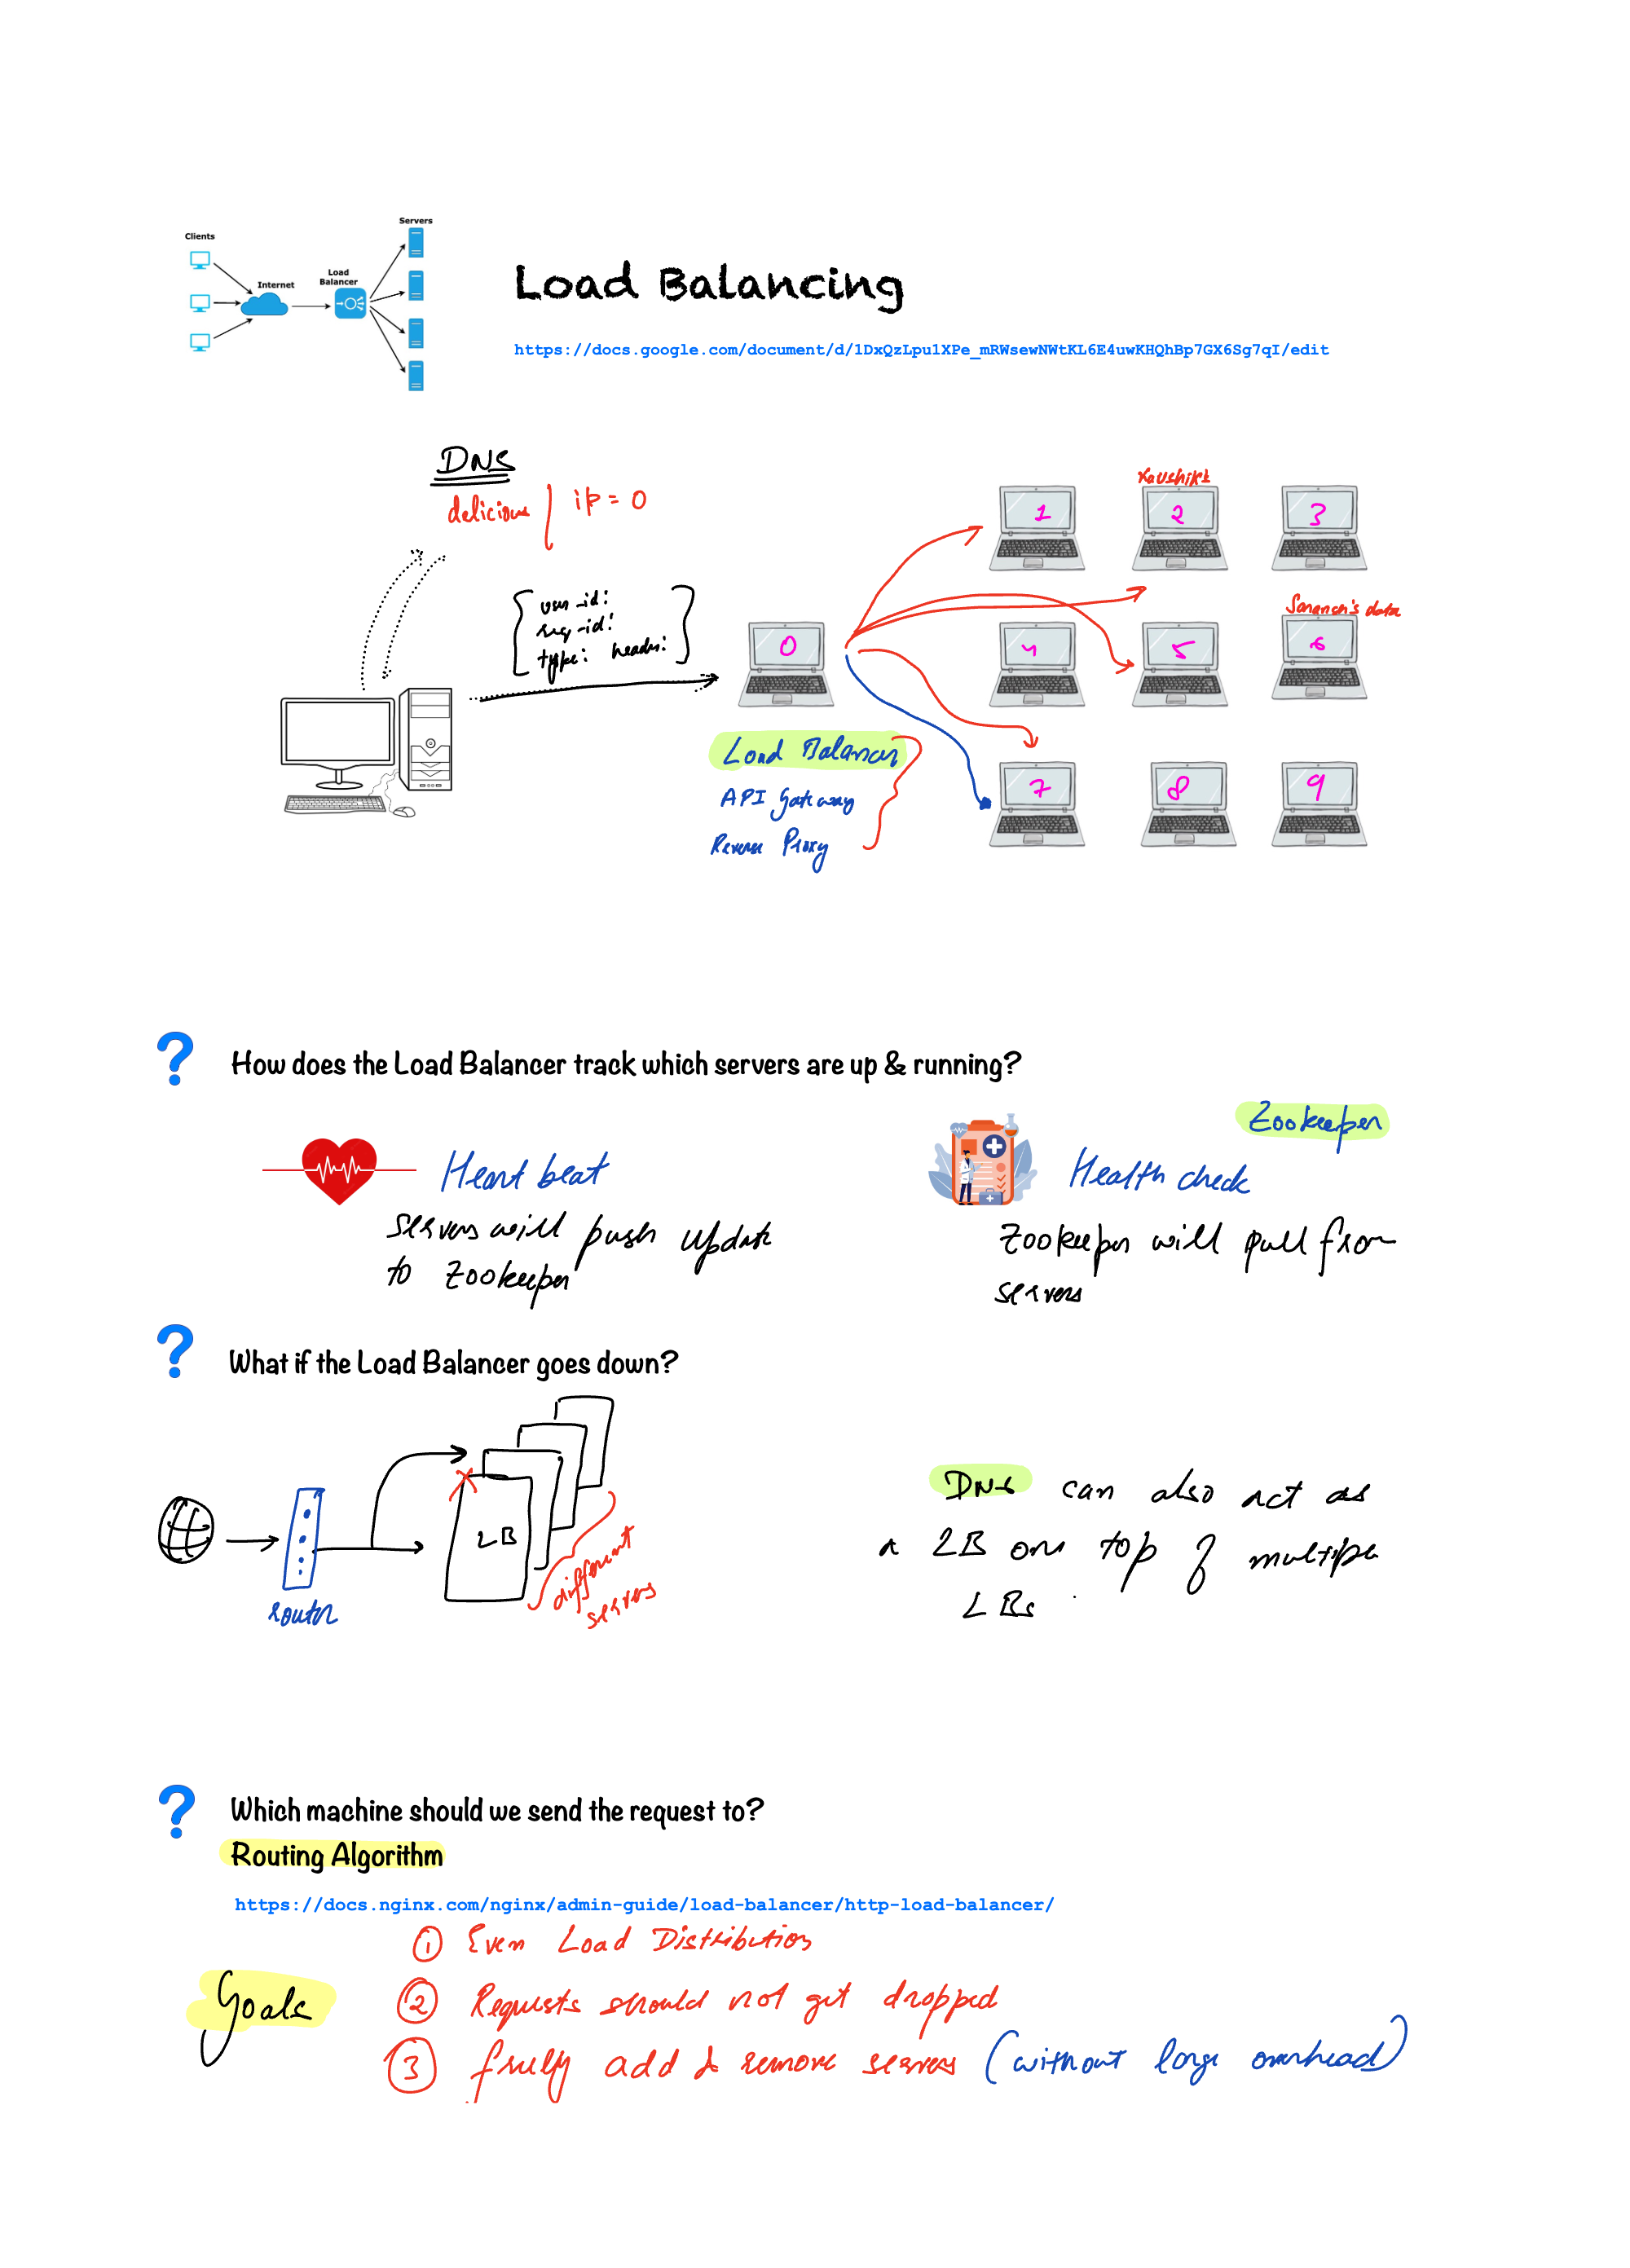 Servers
Clients
Load
Balancer
Internet
Load Balancing
https://docs.google.com/document/d/1DxQzLpu1XPe_mRWsewNWtKL6E4uwKHQhBp7GX6Sg7qI/edit
DNS
delicious | ip = 0
user-id:
req-id:
type: header:
Kaushik's
1 2 3
data
0 4 5 6
Load Balancer
API Gateway
Reverse Proxy
7 8 9
? How does the Load Balancer track which servers are up & running?
Zookeeper
Heart beat
Health check
Servers will push update
to Zookeeper
Zookeeper will pull from
servers
? What if the Load Balancer goes down?
LB
router
different
servers
DNS can also act as
a LB on top of multiple
LBs.
? Which machine should we send the request to?
Routing Algorithm
https://docs.nginx.com/nginx/admin-guide/load-balancer/http-load-balancer/
Goals
① Even Load Distribution
② Requests should not get dropped
③ freely add & remove servers (without large overhead)